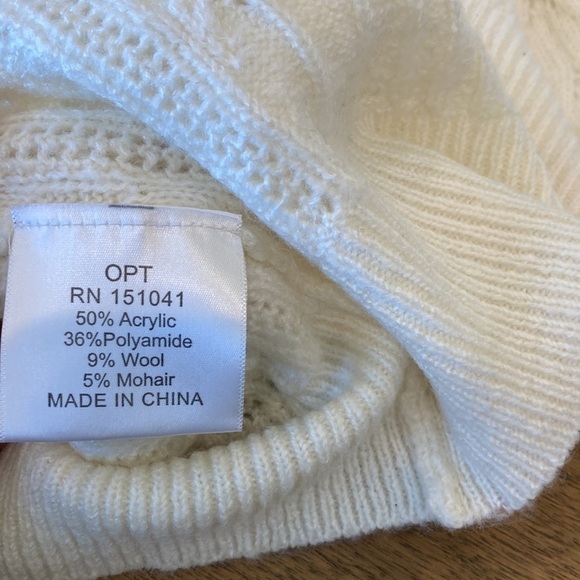 OPT
RN 151041
50% Acrylic
36%Polyamide
9% Wool
5% Mohair
MADE IN CHINA